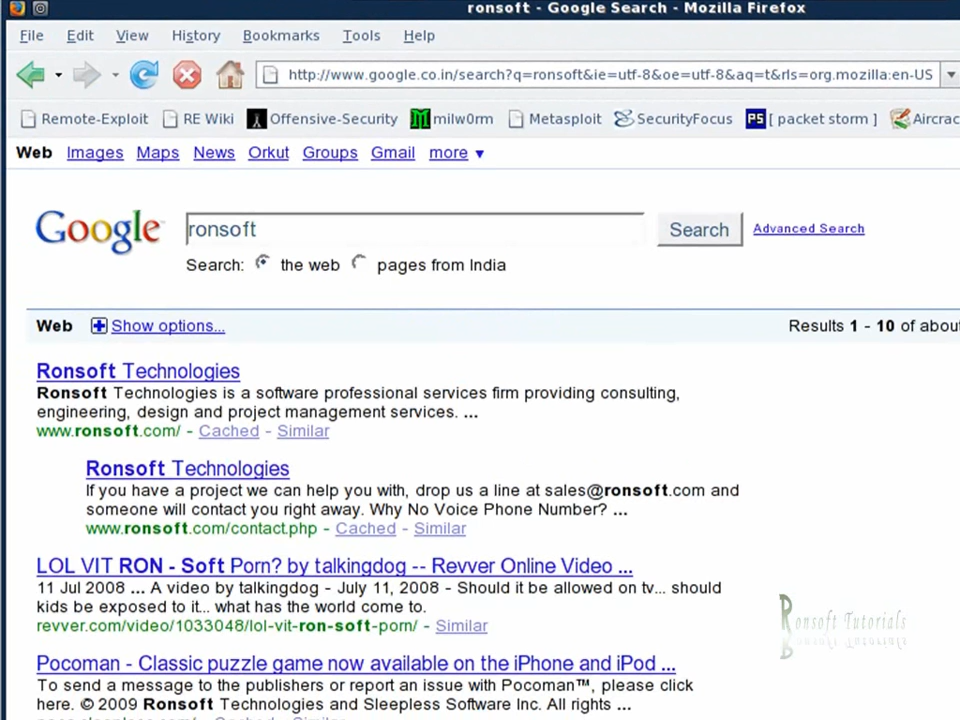 ronsoft - Google Search - Mozilla Firefox
File Edit View History Bookmarks Tools Help
http://www.google.co.in/search?q=ronsoft&ie=utf-8&oe=utf-8&aq=t&rls=org.mozilla:en-US
Remote-Exploit RE Wiki Offensive-Security milw0rm Metasploit SecurityFocus PS [ packet storm ] Aircrac
Web Images Maps News Orkut Groups Gmail more ▼
Google ronsoft Search Advanced Search
Search: the web pages from India
Web Show options... Results 1 - 10 of about
Ronsoft Technologies
Ronsoft Technologies is a software professional services firm providing consulting,
engineering, design and project management services. ...
www.ronsoft.com/ - Cached - Similar
Ronsoft Technologies
If you have a project we can help you with, drop us a line at sales@ronsoft.com and
someone will contact you right away. Why No Voice Phone Number? ...
www.ronsoft.com/contact.php - Cached - Similar
LOL VIT RON - Soft Porn? by talkingdog -- Revver Online Video ...
11 Jul 2008 ... A video by talkingdog - July 11, 2008 - Should it be allowed on tv... should
kids be exposed to it... what has the world come to.
revver.com/video/1033048/lol-vit-ron-soft-porn/ - Similar
Ronsoft Tutorials
Pocoman - Classic puzzle game now available on the iPhone and iPod ...
To send a message to the publishers or report an issue with Pocoman™, please click
here. © 2009 Ronsoft Technologies and Sleepless Software Inc. All rights ...